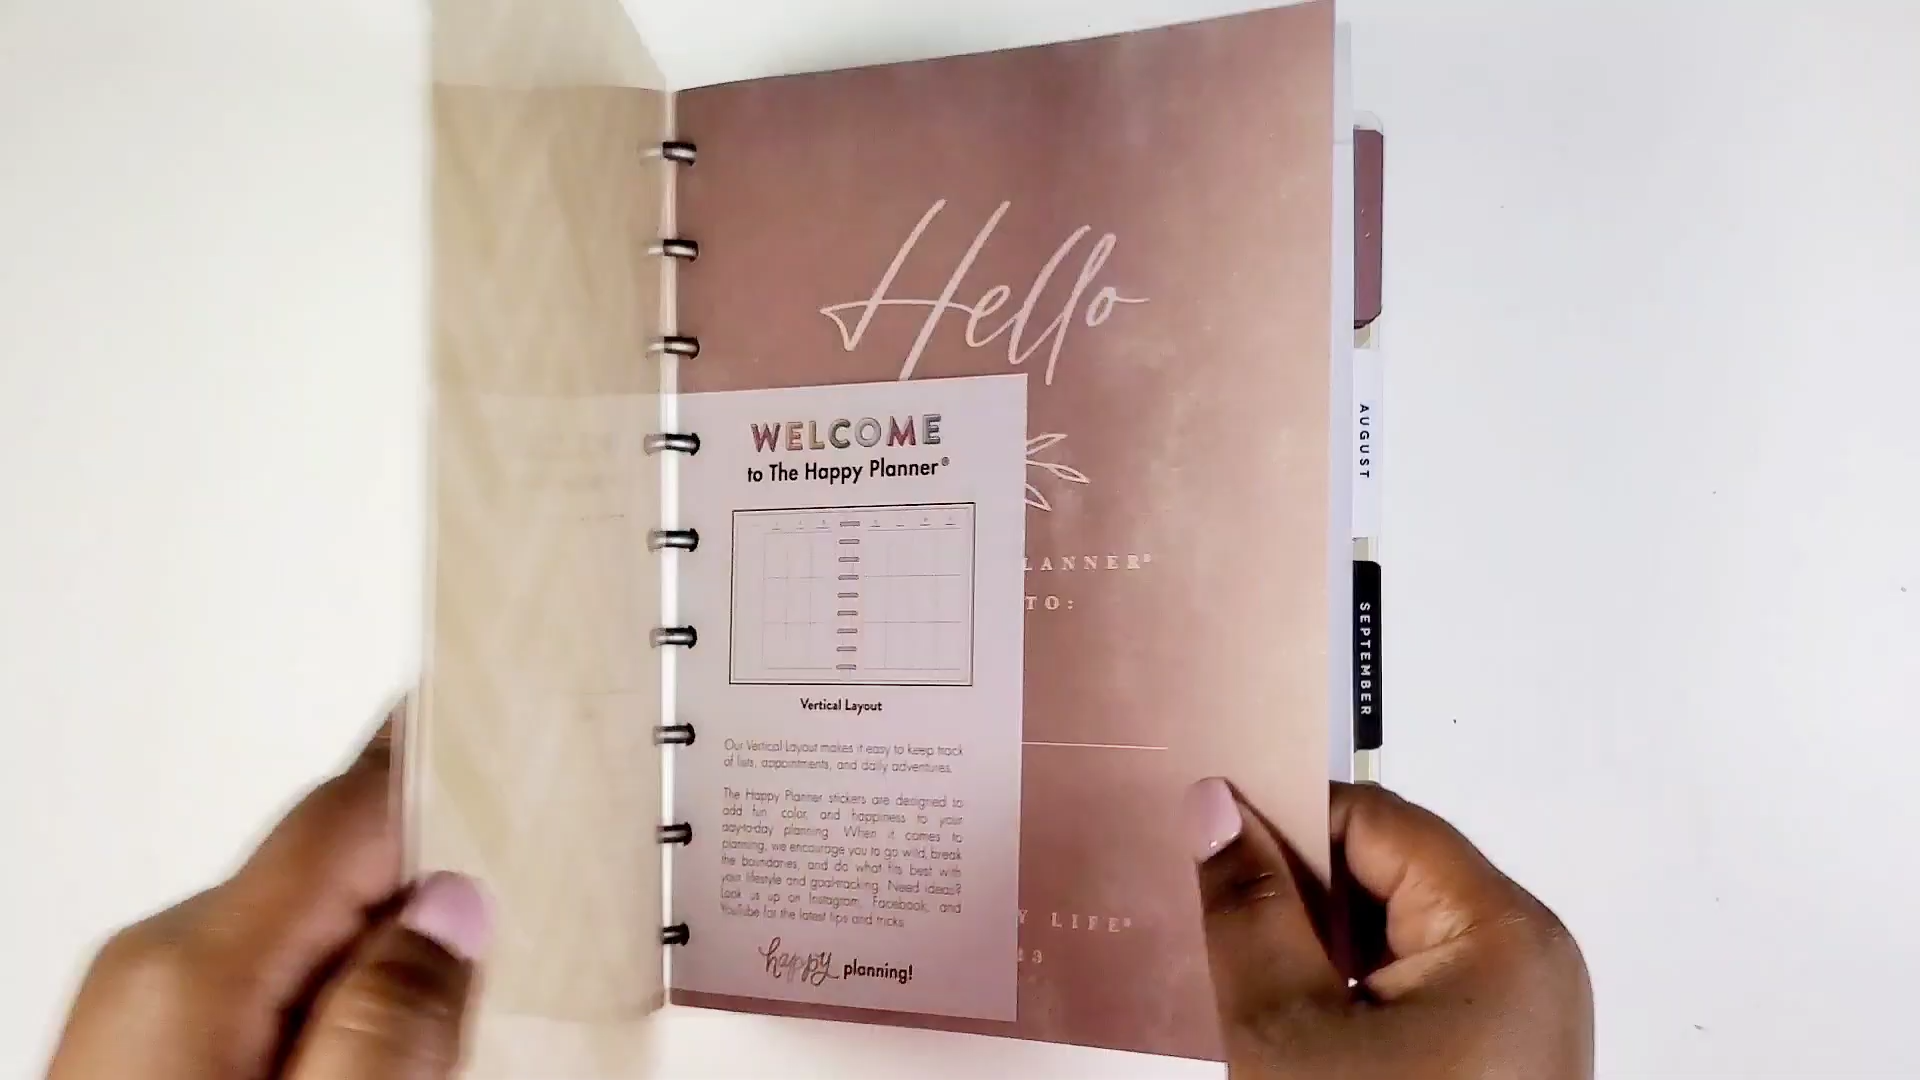 Hello
WELCOME
to The Happy Planner®
Vertical Layout
Our Vertical Layout makes it easy to keep track
of lists, appointments, and daily adventures.
The Happy Planner stickers are designed to
add fun, color, and happiness to your
day-to-day planning. When it comes to
planning, we encourage you to go wild, break
the boundaries, and do what fits best with
your lifestyle and goal-tracking. Need ideas?
Look us up on Instagram, Facebook, and
YouTube for the latest tips and tricks.
happy planning!
LANNER®
TO:
Y LIFE®
23
AUGUST
SEPTEMBER